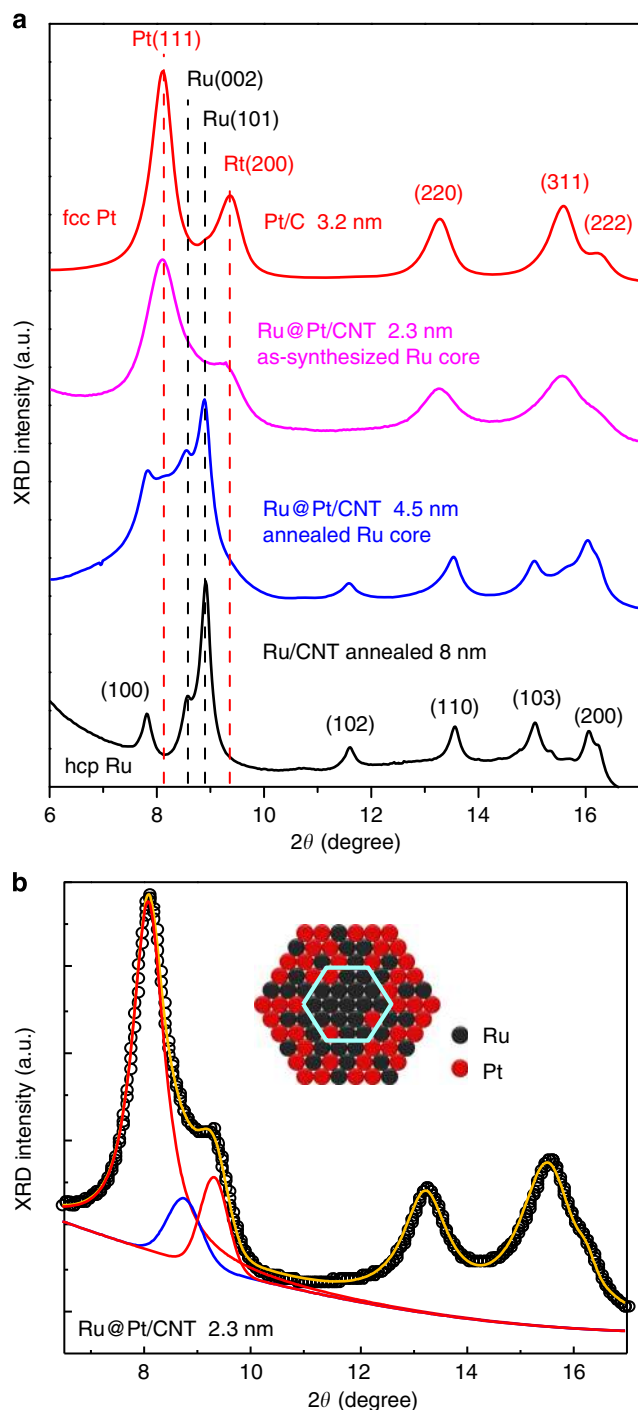 a
Pt(111)
Ru(002)
Ru(101)
Rt(200)
fcc Pt
Pt/C 3.2 nm
(220)
(311)
(222)
Ru@Pt/CNT 2.3 nm
as-synthesized Ru core
Ru@Pt/CNT 4.5 nm
annealed Ru core
Ru/CNT annealed 8 nm
(100)
(102)
(110)
(103)
(200)
hcp Ru
XRD intensity (a.u.)
6 8 10 12 14 16
2θ (degree)
b
Ru
Pt
XRD intensity (a.u.)
Ru@Pt/CNT 2.3 nm
8 10 12 14 16
2θ (degree)